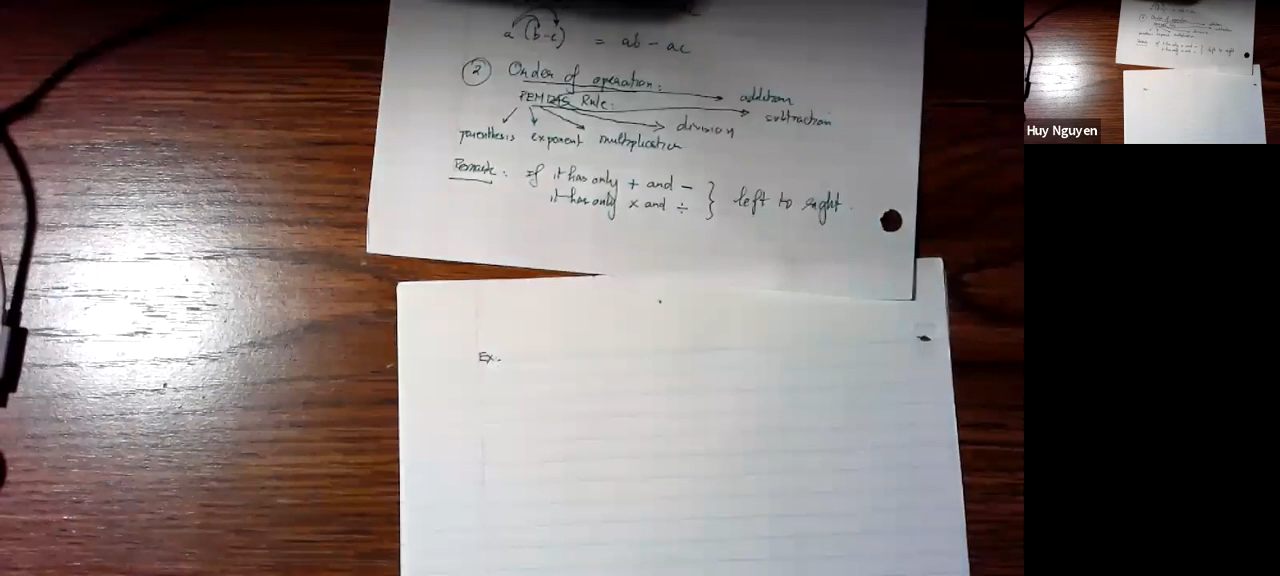 a (b-c) = ab - ac
② Order of operation:
PEMDAS Rule. addition
subtraction
division
parenthesis exponent multiplication
Remark: If it has only + and -
it has only x and ÷ } left to right.
Ex:
Huy Nguyen